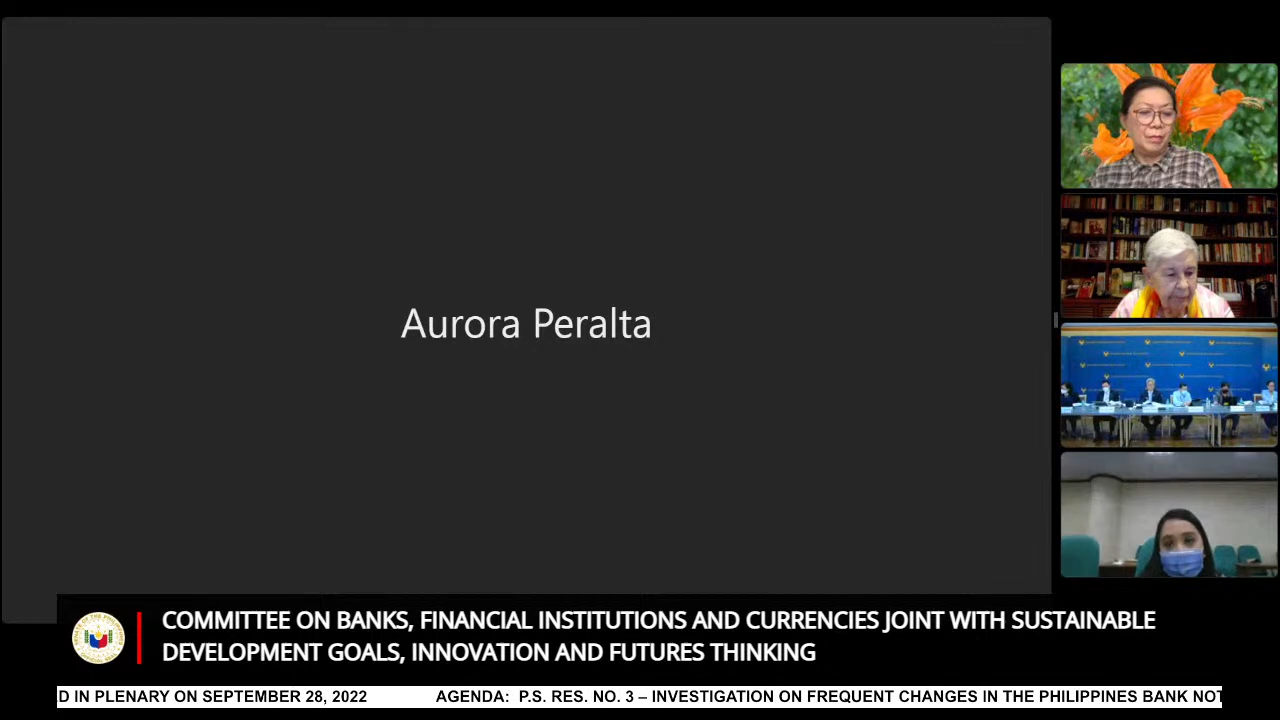 Aurora Peralta
COMMITTEE ON BANKS, FINANCIAL INSTITUTIONS AND CURRENCIES JOINT WITH SUSTAINABLE
DEVELOPMENT GOALS, INNOVATION AND FUTURES THINKING
D IN PLENARY ON SEPTEMBER 28, 2022 AGENDA: P.S. RES. NO. 3 – INVESTIGATION ON FREQUENT CHANGES IN THE PHILIPPINES BANK NOT